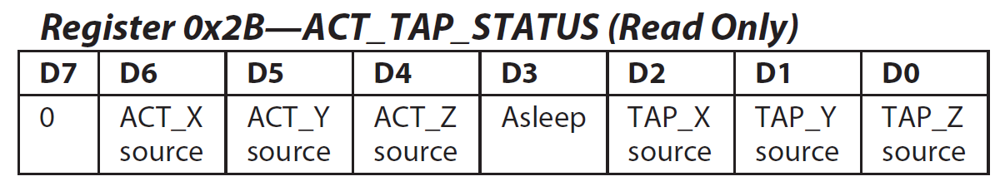 Register 0x2B—ACT_TAP_STATUS (Read Only)
D7 D6 D5 D4 D3 D2 D1 D0
0 ACT_X ACT_Y ACT_Z Asleep TAP_X TAP_Y TAP_Z
source source source source source source